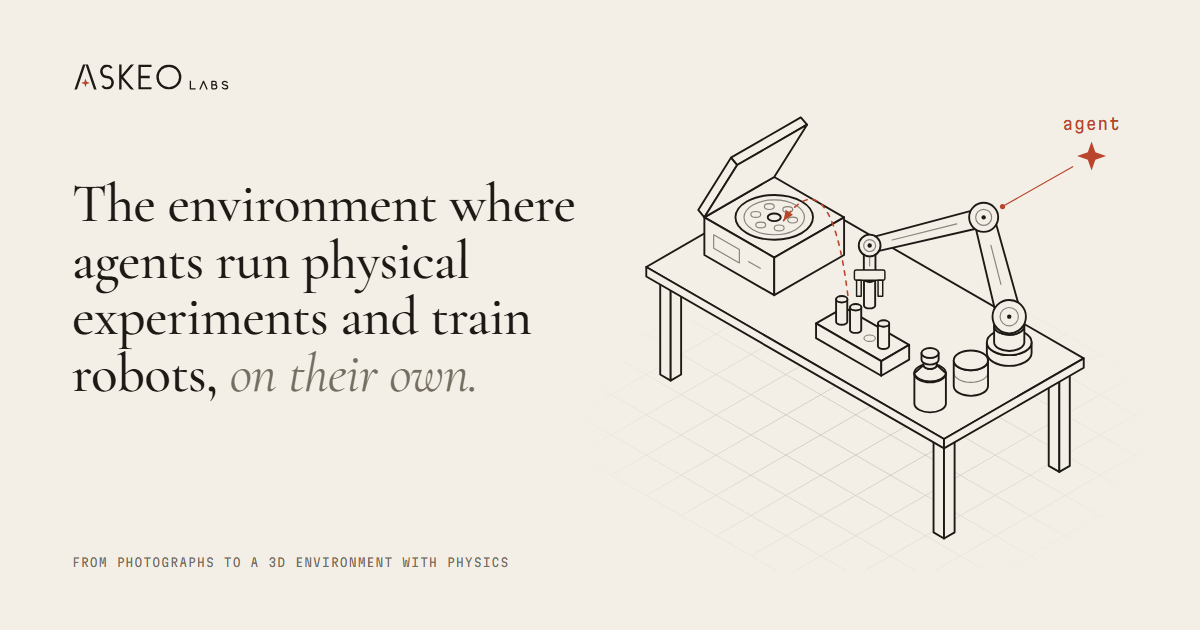 ASKEO LABS
agent
The environment where
agents run physical
experiments and train
robots, on their own.
FROM PHOTOGRAPHS TO A 3D ENVIRONMENT WITH PHYSICS